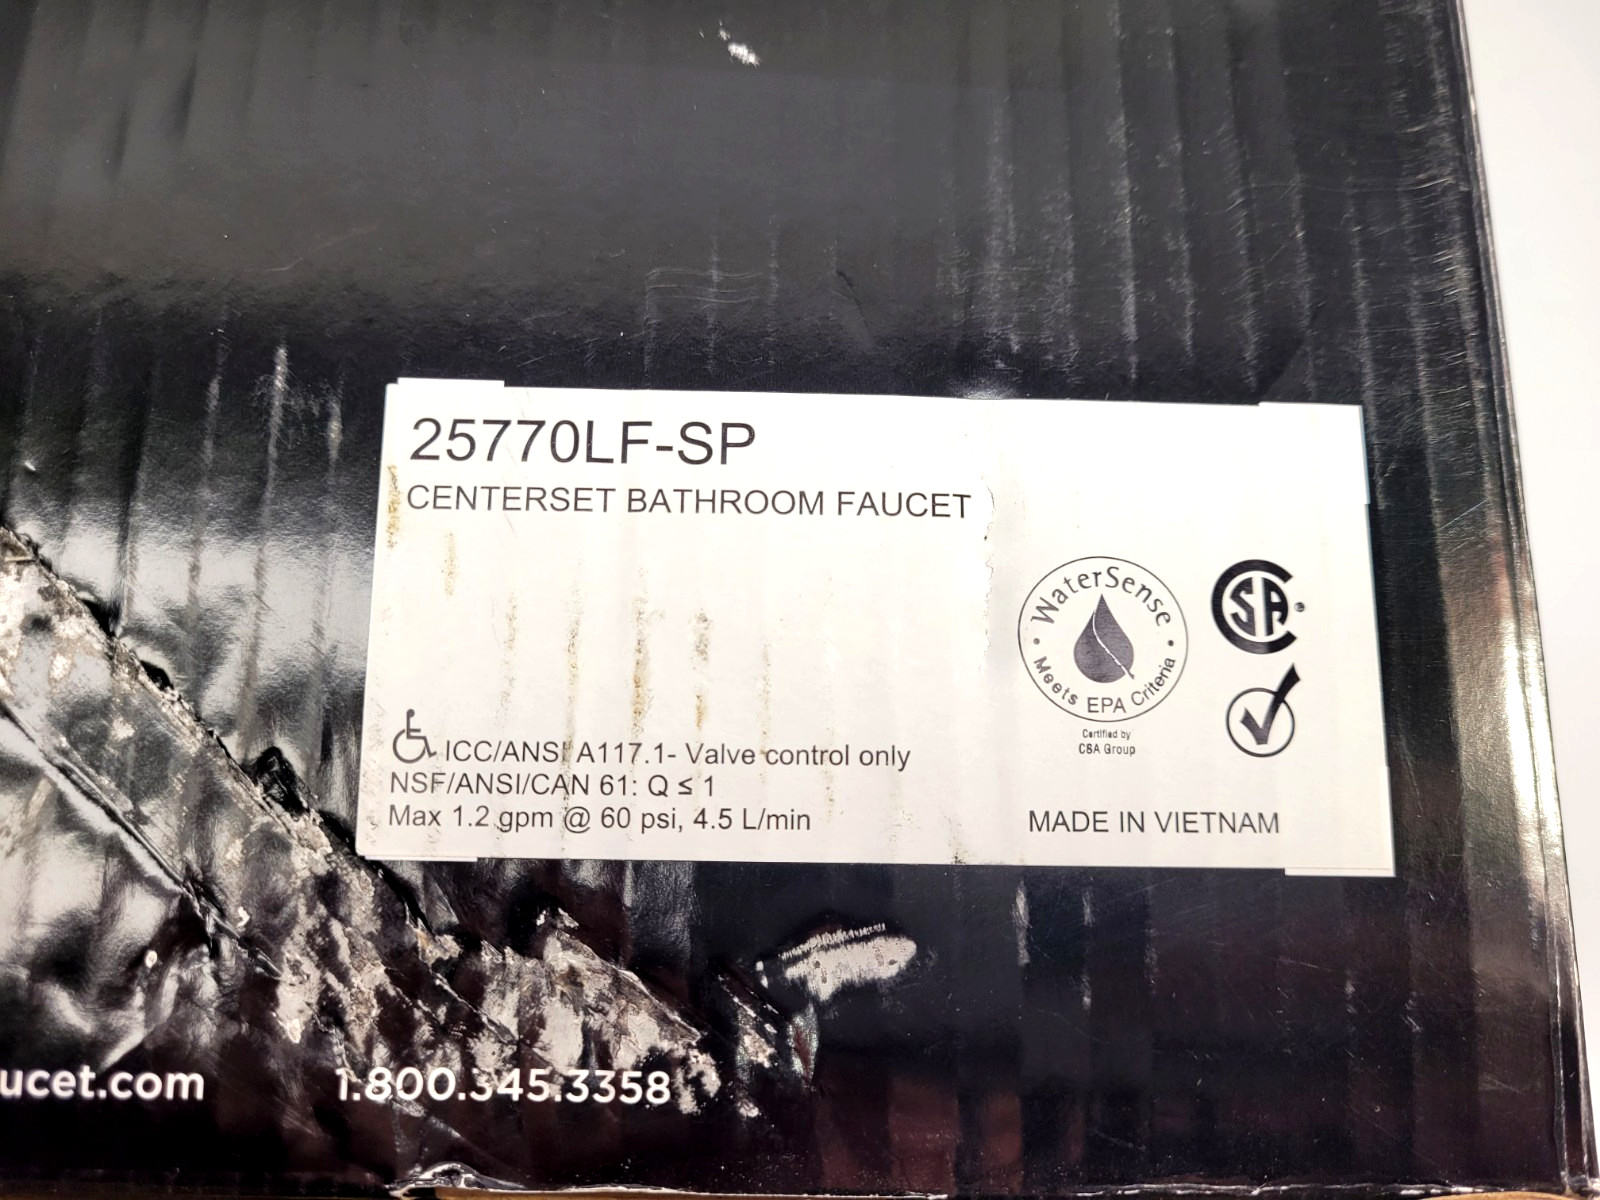 25770LF-SP
CENTERSET BATHROOM FAUCET
WaterSense
Meets EPA Criteria
Certified by
CSA Group
CSA®
ICC/ANSI A117.1- Valve control only
NSF/ANSI/CAN 61: Q ≤ 1
Max 1.2 gpm @ 60 psi, 4.5 L/min
MADE IN VIETNAM
ucet.com 1.800.345.3358